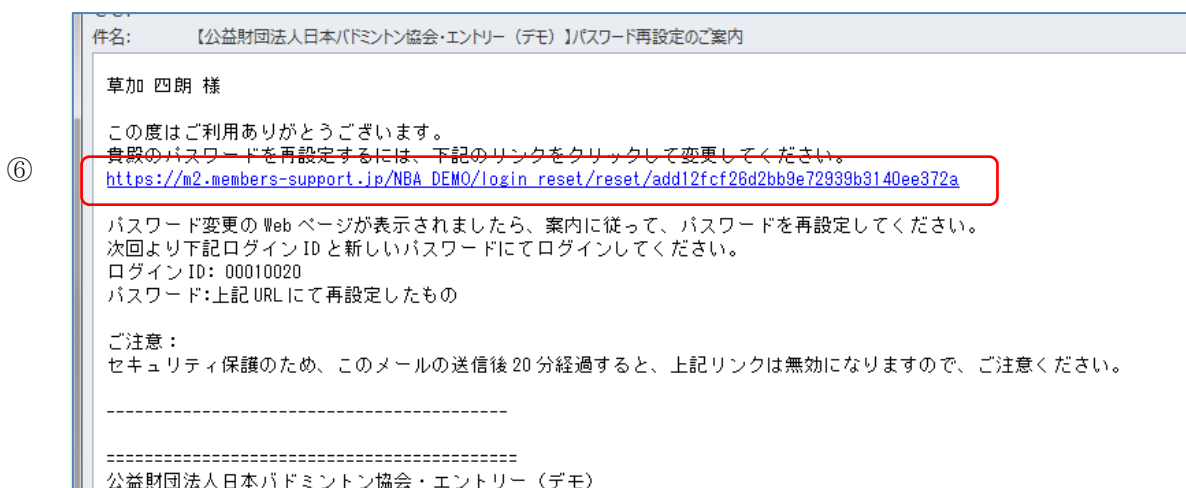 件名: 【公益財団法人日本バドミントン協会・エントリー（デモ）】パスワード再設定のご案内
草加 四朗 様
この度はご利用ありがとうございます。
貴殿のパスワードを再設定するには、下記のリンクをクリックして変更してください。
⑥
https://m2.members-support.jp/NBA_DEMO/login_reset/reset/add12fcf26d2bb9e72939b3140ee372a
パスワード変更の Web ページが表示されましたら、案内に従って、パスワードを再設定してください。
次回より下記ログイン ID と新しいパスワードにてログインしてください。
ログイン ID: 00010020
パスワード:上記 URL にて再設定したもの
ご注意：
セキュリティ保護のため、このメールの送信後 20 分経過すると、上記リンクは無効になりますので、ご注意ください。
------------------------------------------
===========================================
公益財団法人日本バドミントン協会・エントリー（デモ）